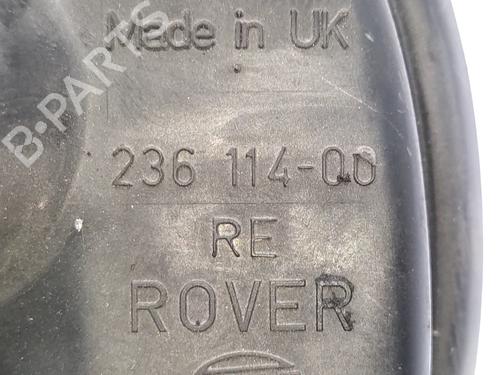 Made in UK
B-PARTS
236 114-00
RE
ROVER